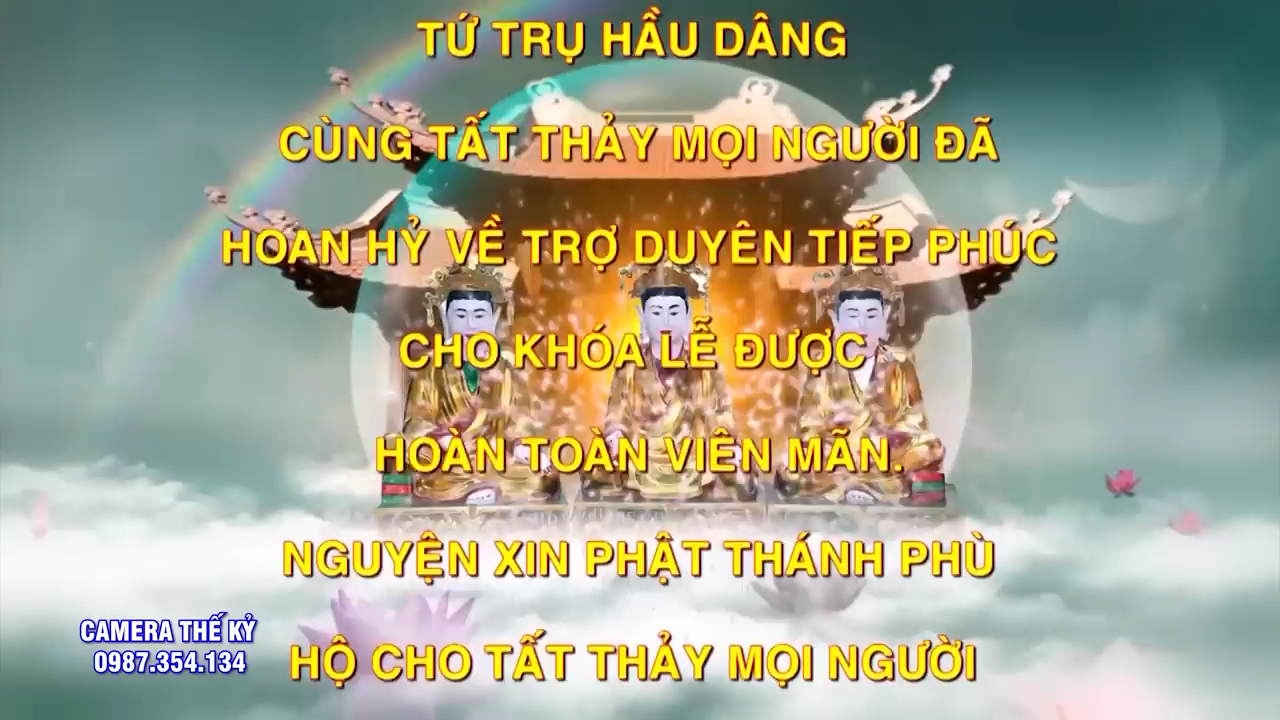 TỨ TRỤ HẦU DÂNG
CÙNG TẤT THẢY MỌI NGƯỜI ĐÃ
HOAN HỶ VỀ TRỢ DUYÊN TIẾP PHÚC
CHO KHÓA LỄ ĐƯỢC
HOÀN TOÀN VIÊN MÃN.
NGUYỆN XIN PHẬT THÁNH PHÙ
HỘ CHO TẤT THẢY MỌI NGƯỜI
CAMERA THẾ KỶ
0987.354.134